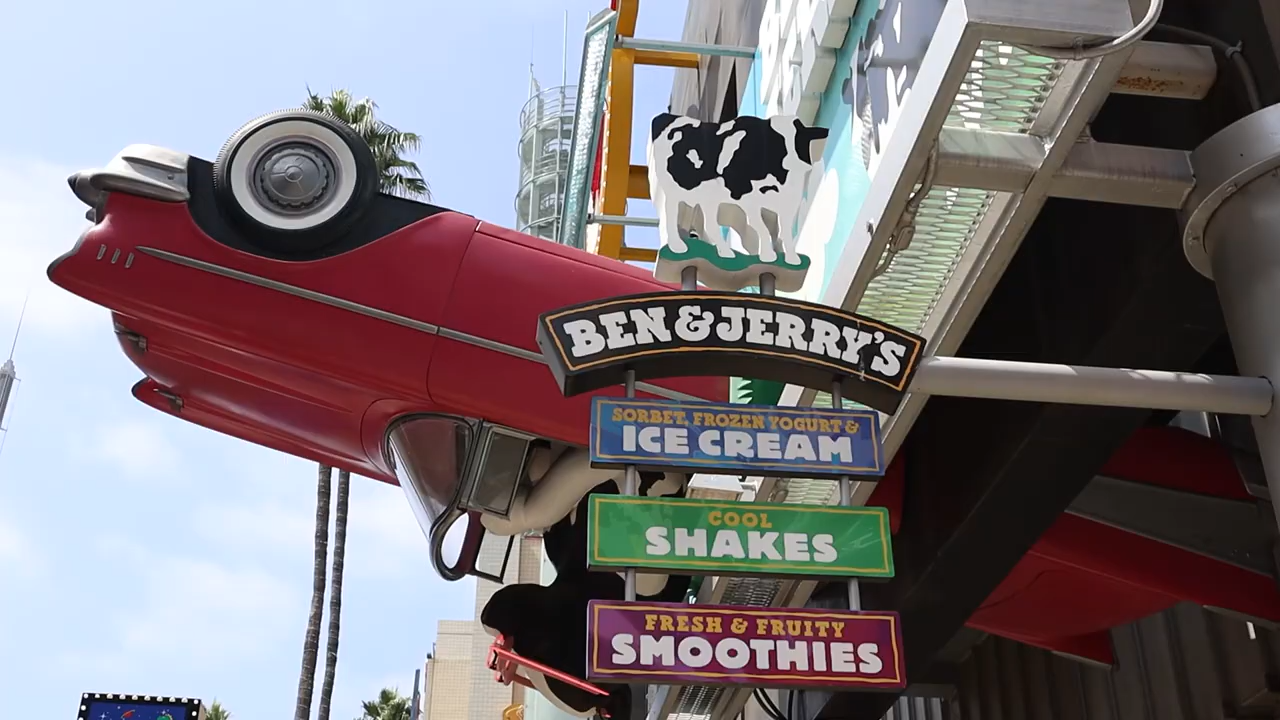 BEN & JERRY'S
SORBET, FROZEN YOGURT &
ICE CREAM
COOL
SHAKES
FRESH & FRUITY
SMOOTHIES